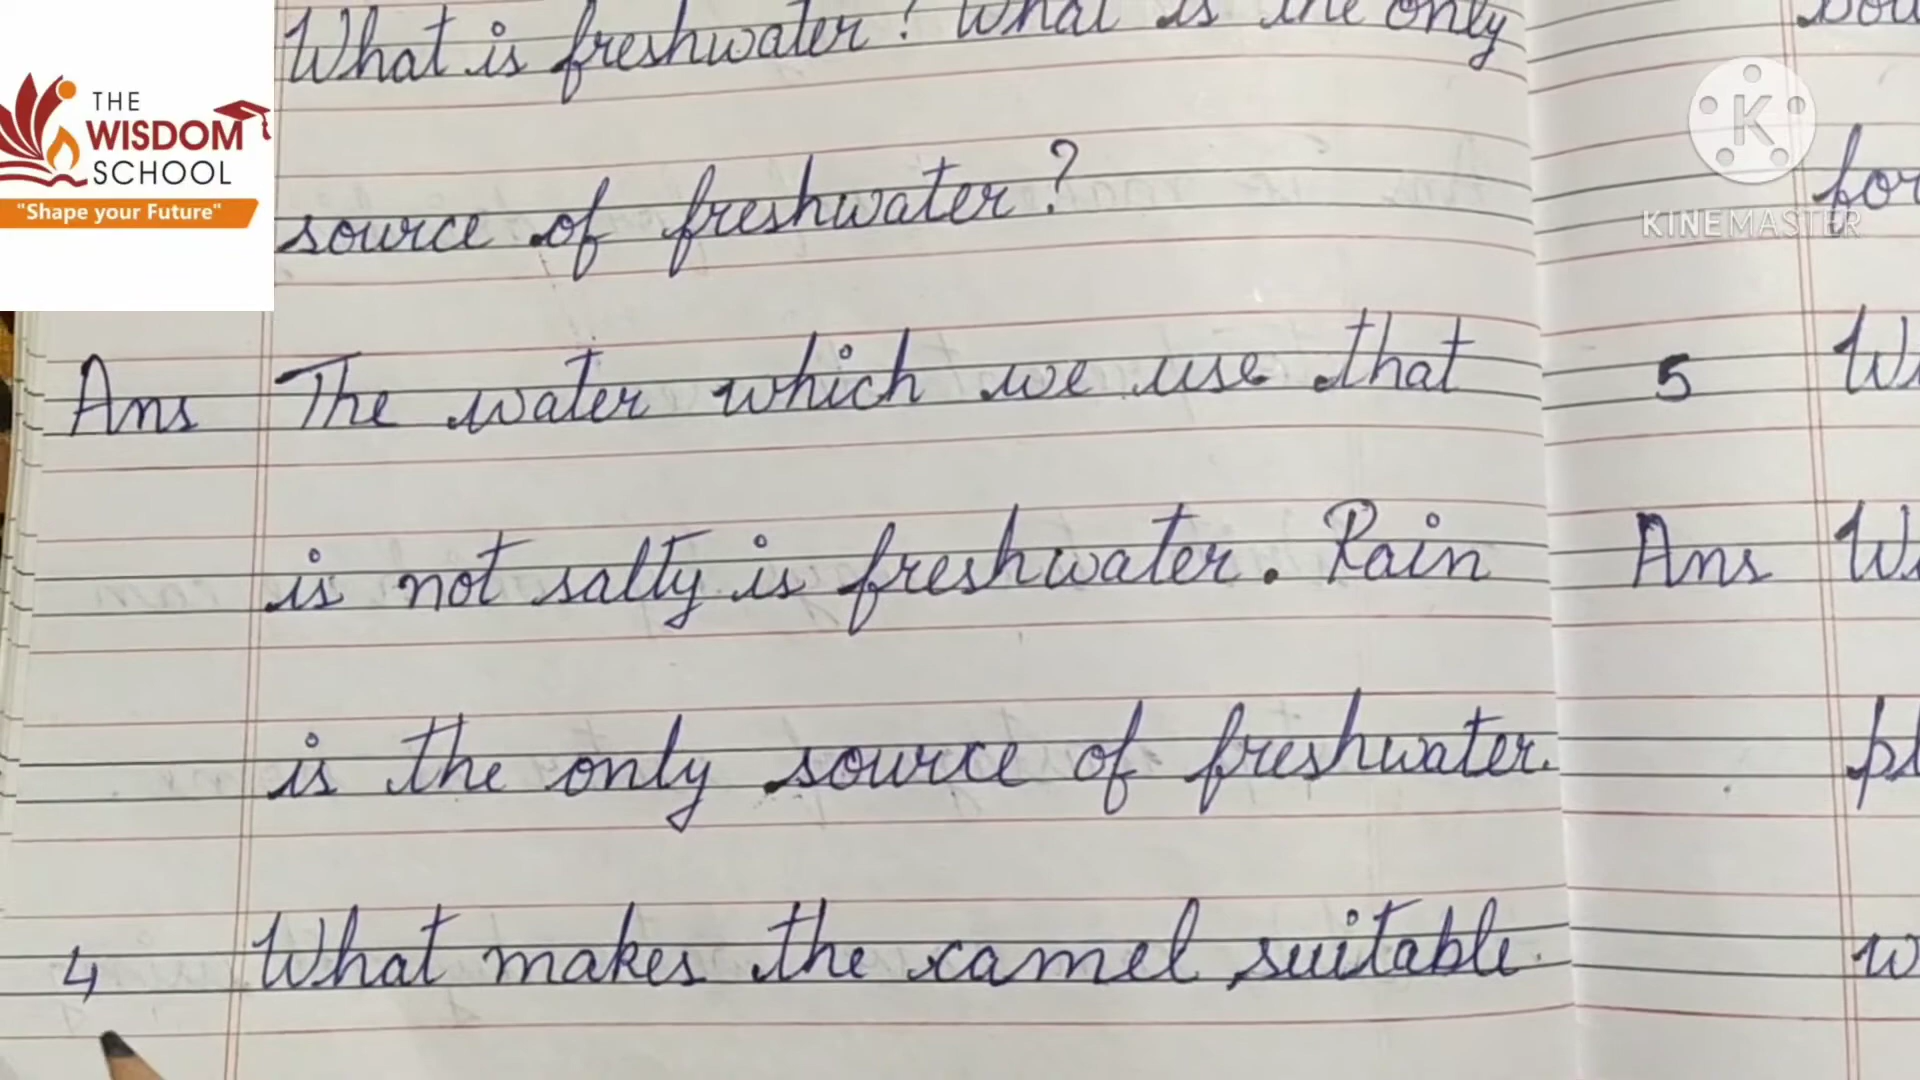 What is freshwater? What is the only
source of freshwater?
Ans The water which we use that
is not salty is freshwater. Rain
is the only source of freshwater.
4 What makes the camel suitable
for
5
Ans
THE
WISDOM
SCHOOL
"Shape your Future"
K
KINEMASTER